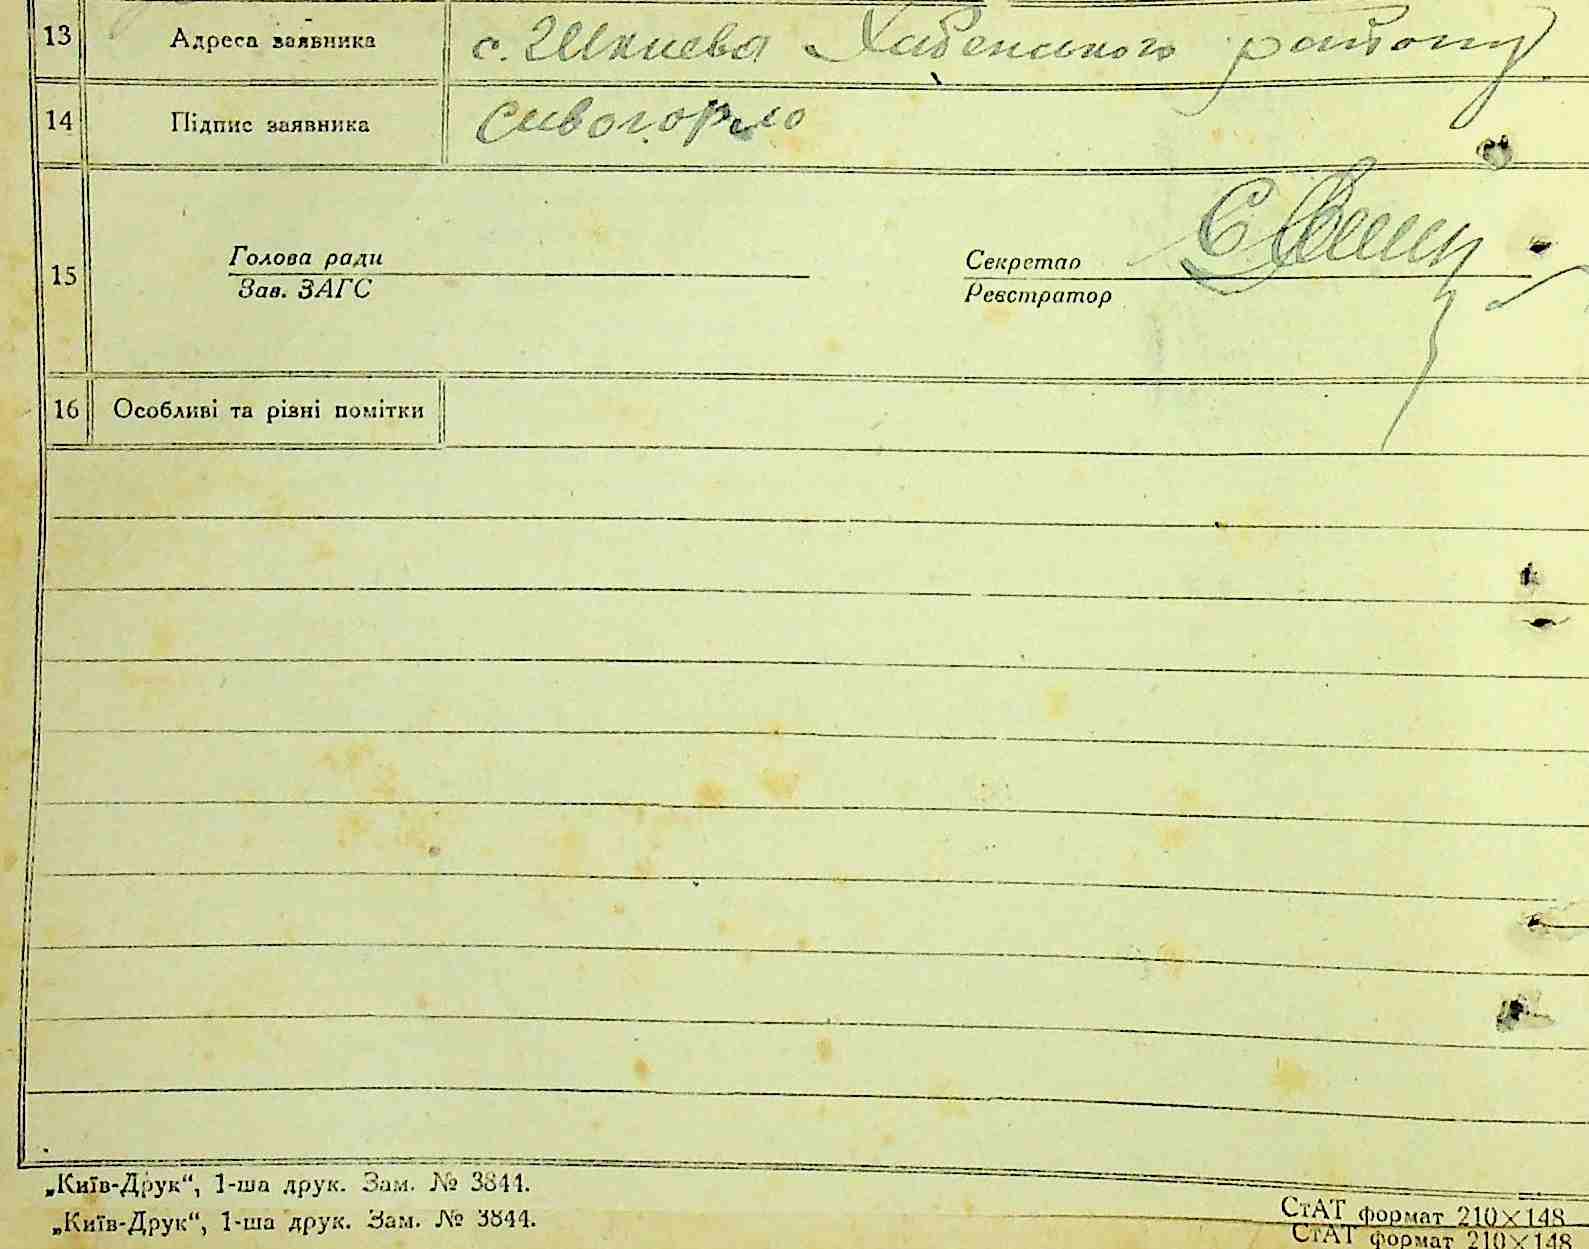 13 Адреса заявника с. Шкнева Хабенського району
14 Підпис заявника Сивогорло
15 Голова ради Секретар
Зав. ЗАГС Реєстратор
16 Особливі та різні помітки
„Київ-Друк“, 1-ша друк. Зам. № 3844. СтАТ формат 210×148
„Київ-Друк“, 1-ша друк. Зам. № 3844. СтАТ формат 210×148